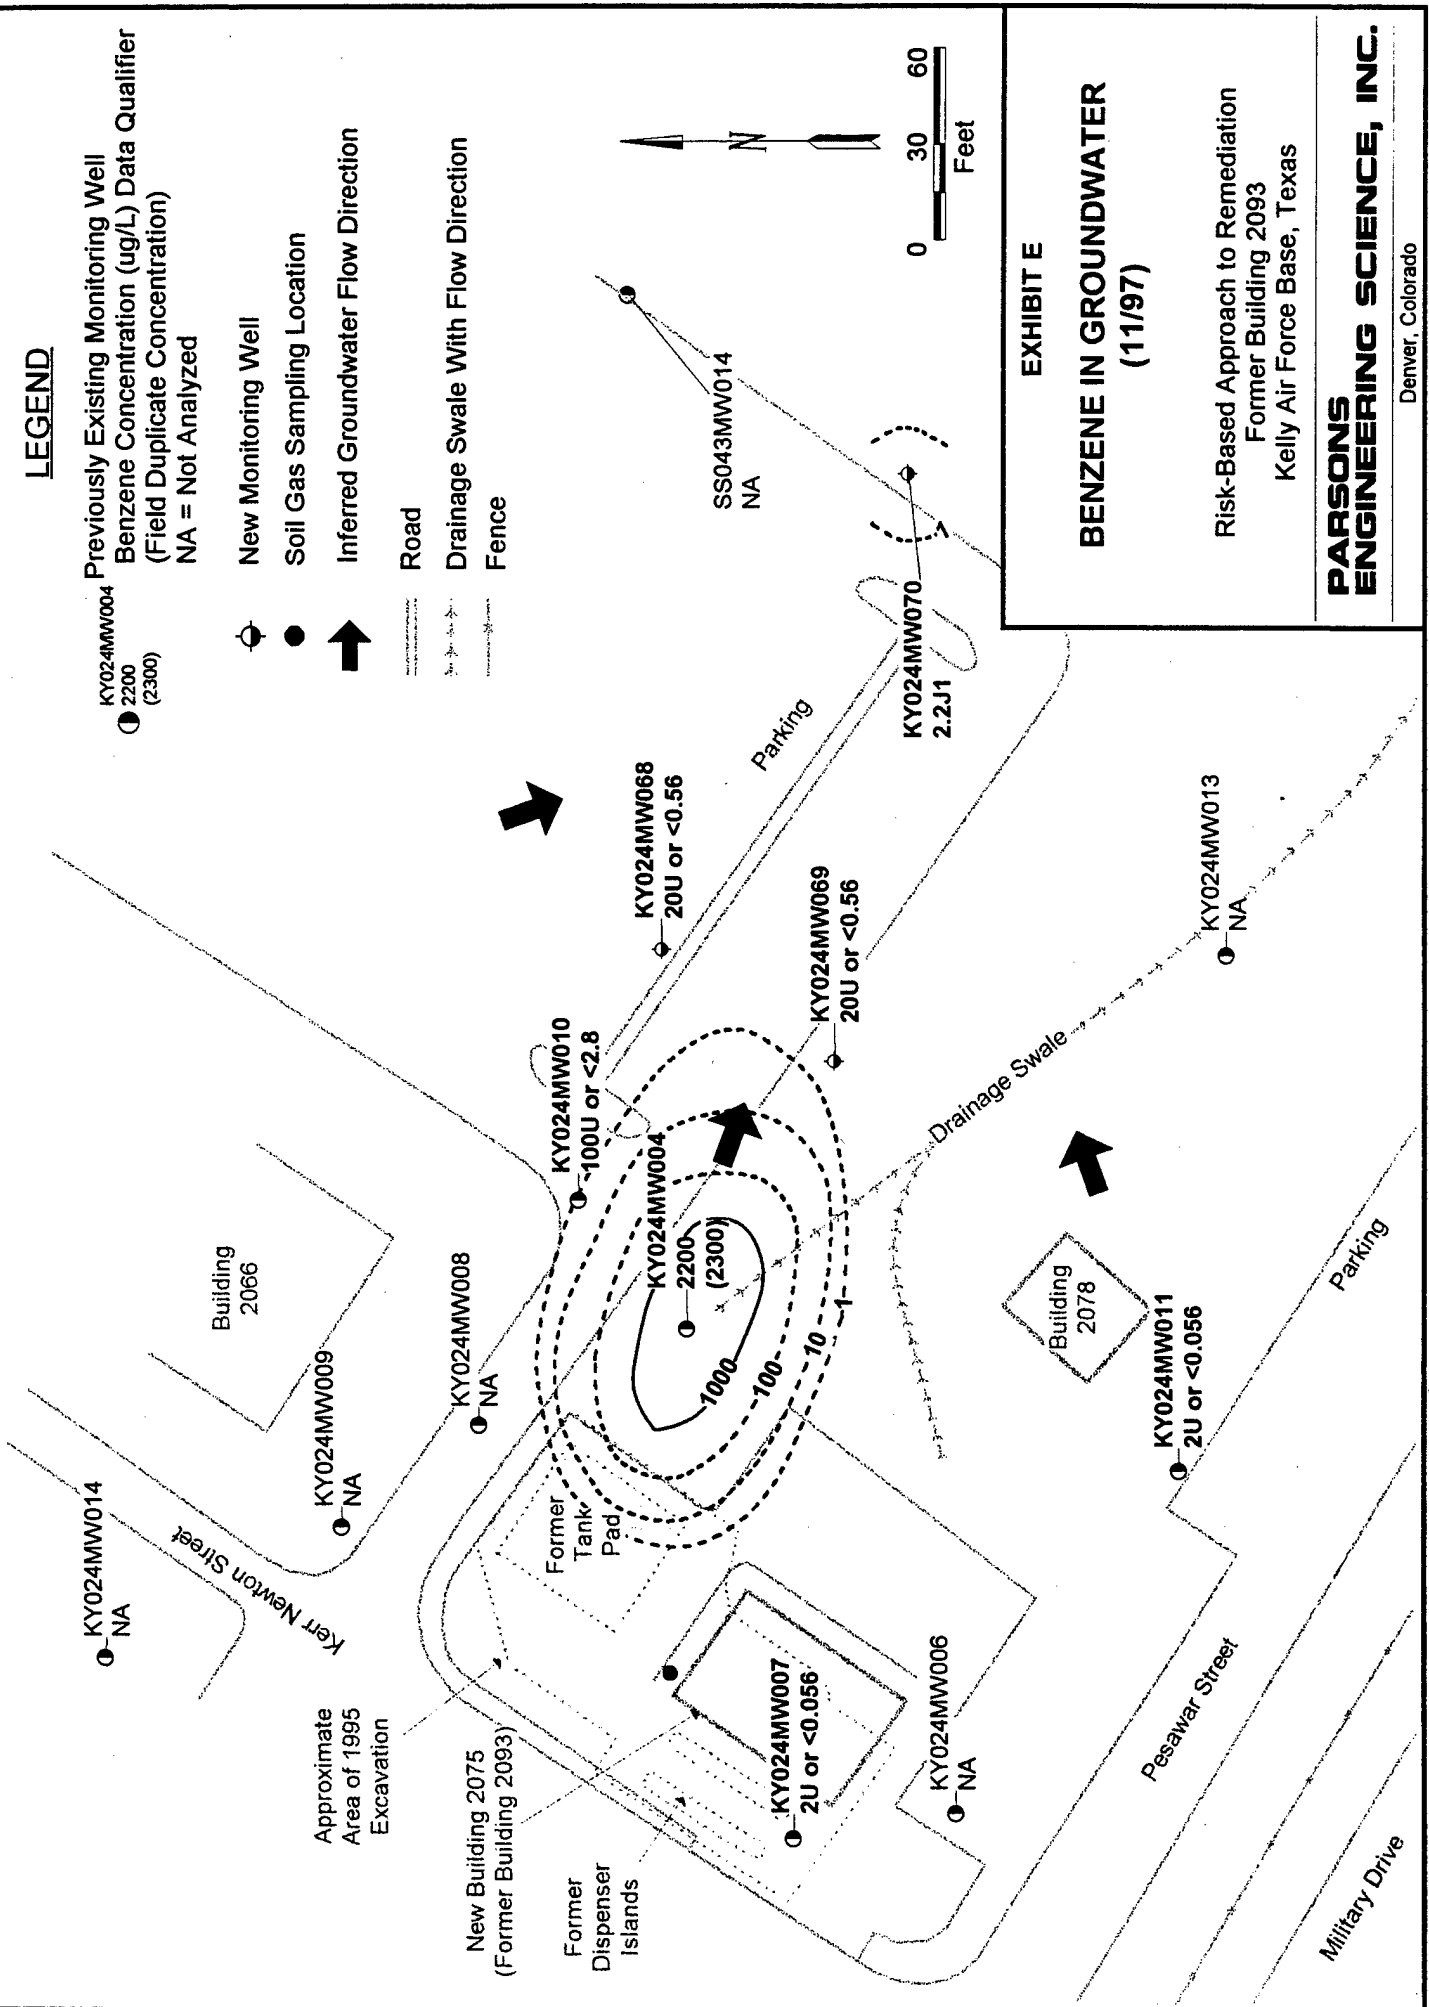 LEGEND
KY024MW004
2200
(2300)
Previously Existing Monitoring Well
Benzene Concentration (ug/L) Data Qualifier
(Field Duplicate Concentration)
NA = Not Analyzed
New Monitoring Well
Soil Gas Sampling Location
Inferred Groundwater Flow Direction
Road
Drainage Swale With Flow Direction
Fence
N
0 30 60
Feet
KY024MW014
NA
Kerr Newton Street
KY024MW009
NA
Building
2066
KY024MW008
NA
Approximate
Area of 1995
Excavation
New Building 2075
(Former Building 2093)
Former
Dispenser
Islands
Former
Tank
Pad
KY024MW010
100U or <2.8
KY024MW004
2200
(2300)
1000
100
10
1
KY024MW068
20U or <0.56
Parking
KY024MW069
20U or <0.56
SS043MW014
NA
KY024MW070
2.2J1
1
KY024MW007
2U or <0.056
KY024MW006
NA
Drainage Swale
Building
2078
KY024MW011
2U or <0.056
KY024MW013
NA
Parking
Pesawar Street
Military Drive
EXHIBIT E
BENZENE IN GROUNDWATER
(11/97)
Risk-Based Approach to Remediation
Former Building 2093
Kelly Air Force Base, Texas
PARSONS
ENGINEERING SCIENCE, INC.
Denver, Colorado